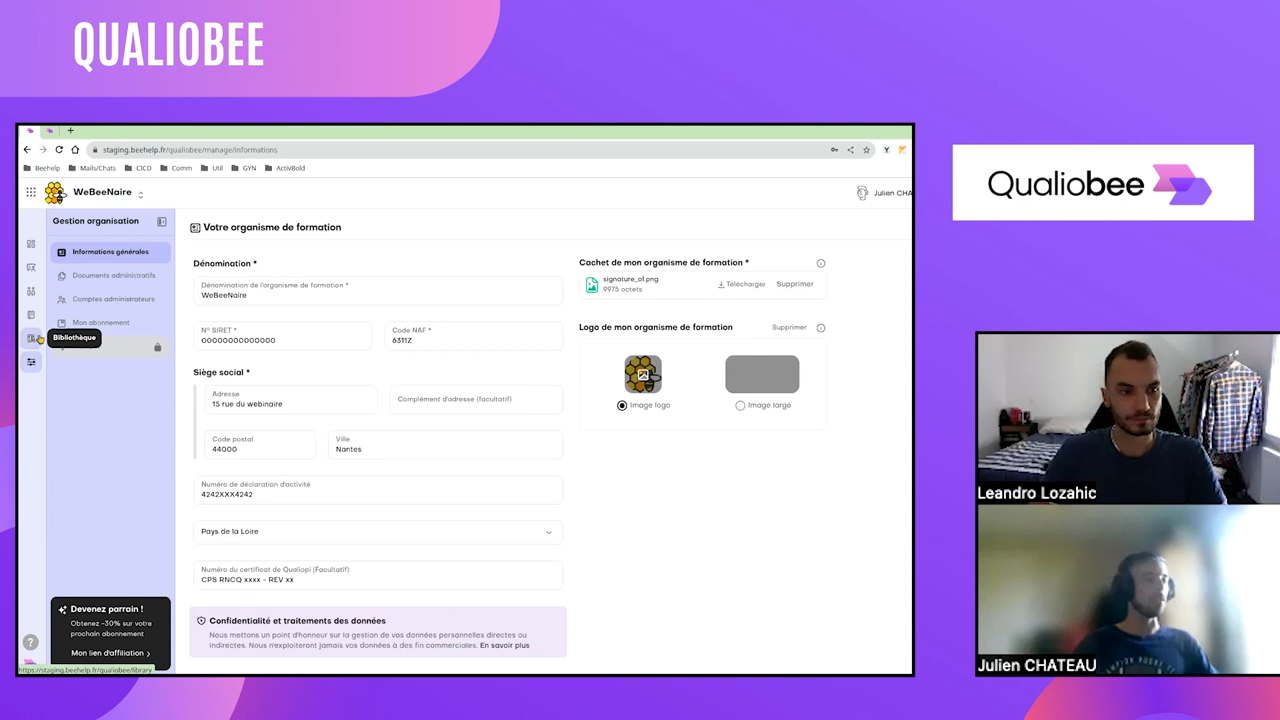 QUALIOBEE
staging.beehelp.fr/qualiobee/manage/informations
Beehelp
Mails/Chats
CICD
Comm
Util
GYN
ActivBold
WeBeeNaire
Julien CHA
Gestion organisation
Informations générales
Documents administratifs
Comptes administrateurs
Mon abonnement
Bibliothèque
Devenez parrain !
Obtenez -30% sur votre
prochain abonnement
Mon lien d'affiliation
https://staging.beehelp.fr/qualiobee/library
Votre organisme de formation
Dénomination *
Dénomination de l'organisme de formation *
WeBeeNaire
N° SIRET *
00000000000000
Code NAF *
6311Z
Siège social *
Adresse
15 rue du webinaire
Complément d'adresse (facultatif)
Code postal
44000
Ville
Nantes
Numéro de déclaration d'activité
4242XXX4242
Pays de la Loire
Numéro du certificat de Qualiopi (Facultatif)
CPS RNCQ xxxx - REV xx
Confidentialité et traitements des données
Nous mettons un point d'honneur sur la gestion de vos données personnelles directes ou
indirectes. Nous n'exploiteront jamais vos données à des fin commerciales. En savoir plus
Cachet de mon organisme de formation *
signature_of.png
9975 octets
Télécharger
Supprimer
Logo de mon organisme de formation
Supprimer
Image logo
Image large
Qualiobee
Leandro Lozahic
Julien CHATEAU